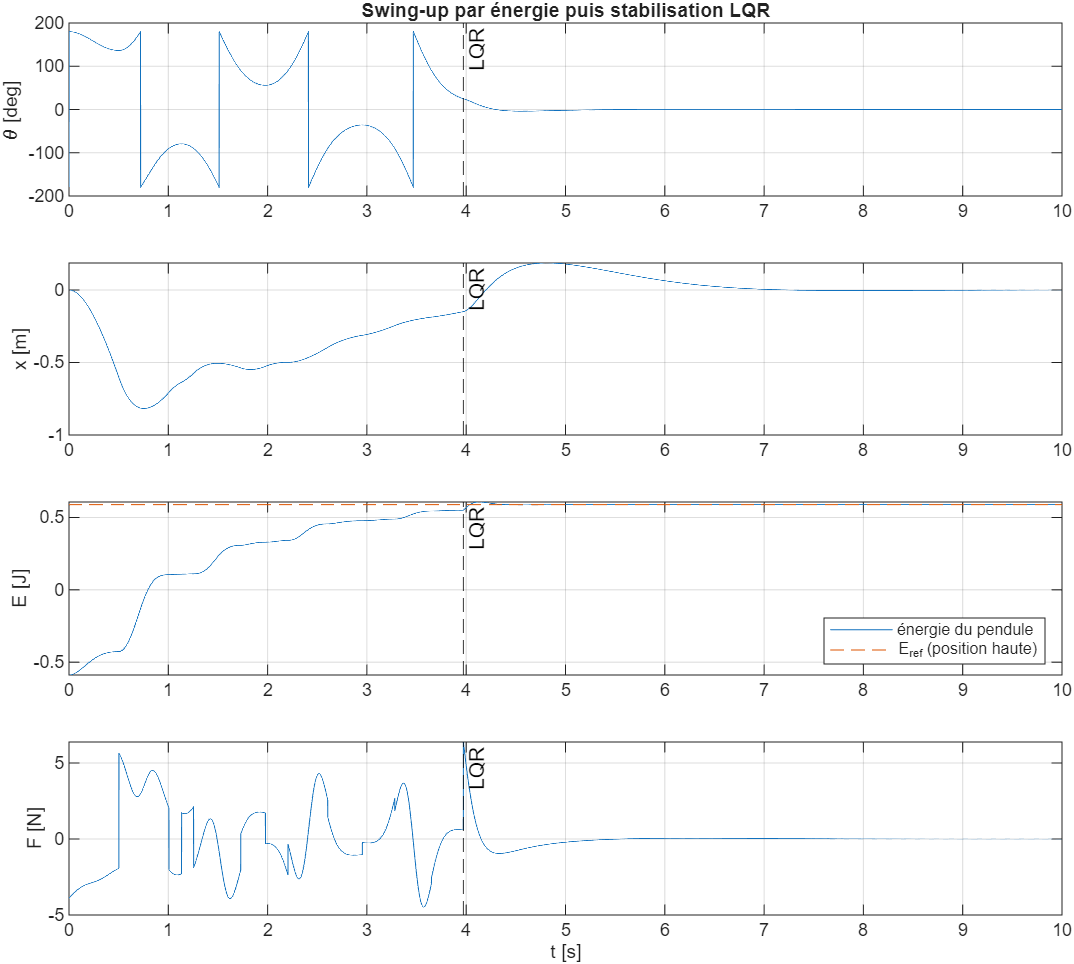 Swing-up par énergie puis stabilisation LQR
200
100
0
-100
-200
θ [deg]
LQR
0 1 2 3 4 5 6 7 8 9 10
0
-0.5
-1
x [m]
LQR
0 1 2 3 4 5 6 7 8 9 10
0.5
0
-0.5
E [J]
LQR
énergie du pendule
E_ref (position haute)
0 1 2 3 4 5 6 7 8 9 10
5
0
-5
F [N]
LQR
0 1 2 3 4 5 6 7 8 9 10
t [s]